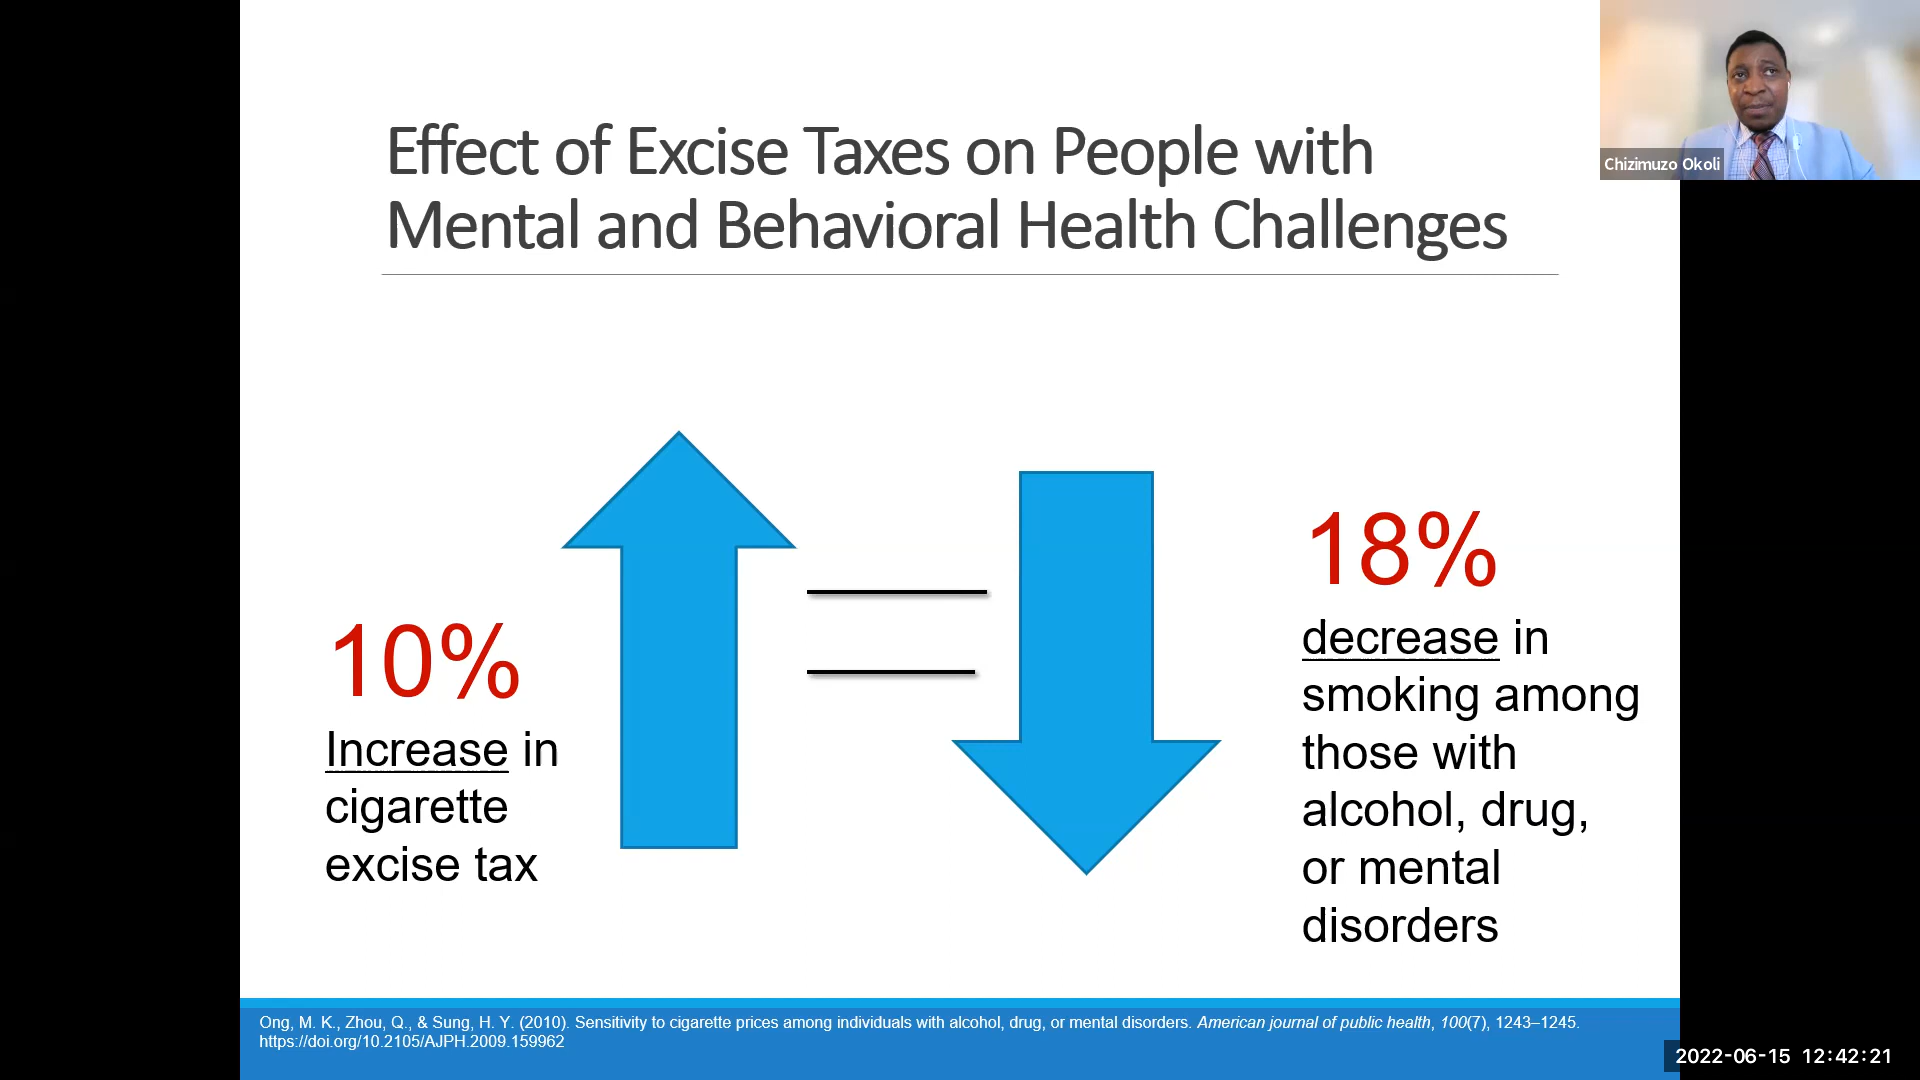 Effect of Excise Taxes on People with
Mental and Behavioral Health Challenges
Chizimuzo Okoli
10%
Increase in
cigarette
excise tax
18%
decrease in
smoking among
those with
alcohol, drug,
or mental
disorders
Ong, M. K., Zhou, Q., & Sung, H. Y. (2010). Sensitivity to cigarette prices among individuals with alcohol, drug, or mental disorders. American journal of public health, 100(7), 1243–1245.
https://doi.org/10.2105/AJPH.2009.159962
2022-06-15 12:42:21